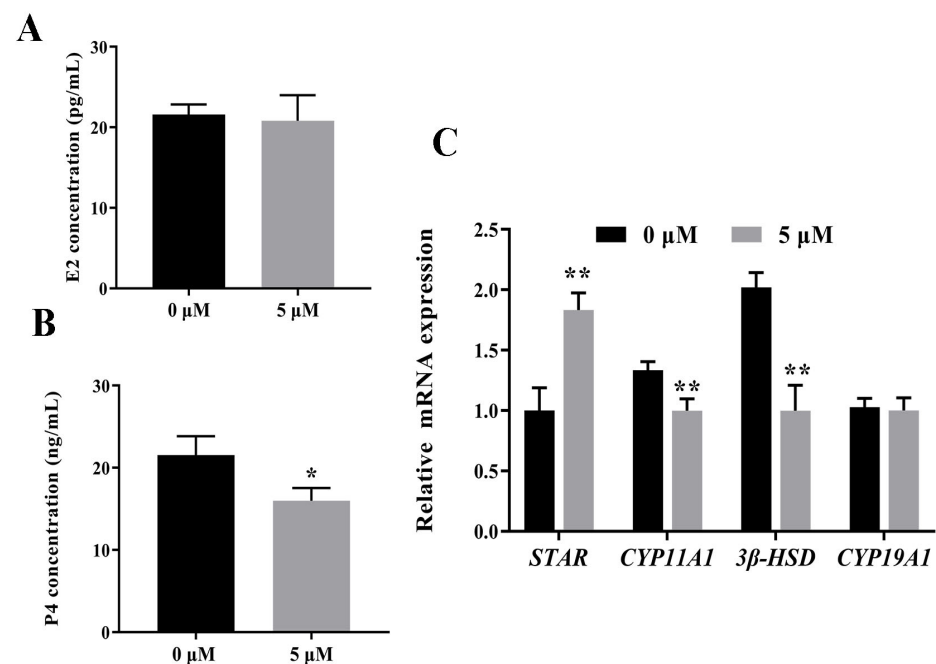 A
E2 concentration (pg/mL)
30
20
10
0
0 µM 5 µM
B
P4 concentration (ng/mL)
30
20
10
0
*
0 µM 5 µM
C
Relative mRNA expression
0 µM 5 µM
2.5
2.0
1.5
1.0
0.5
0.0
**
**
**
STAR CYP11A1 3β-HSD CYP19A1